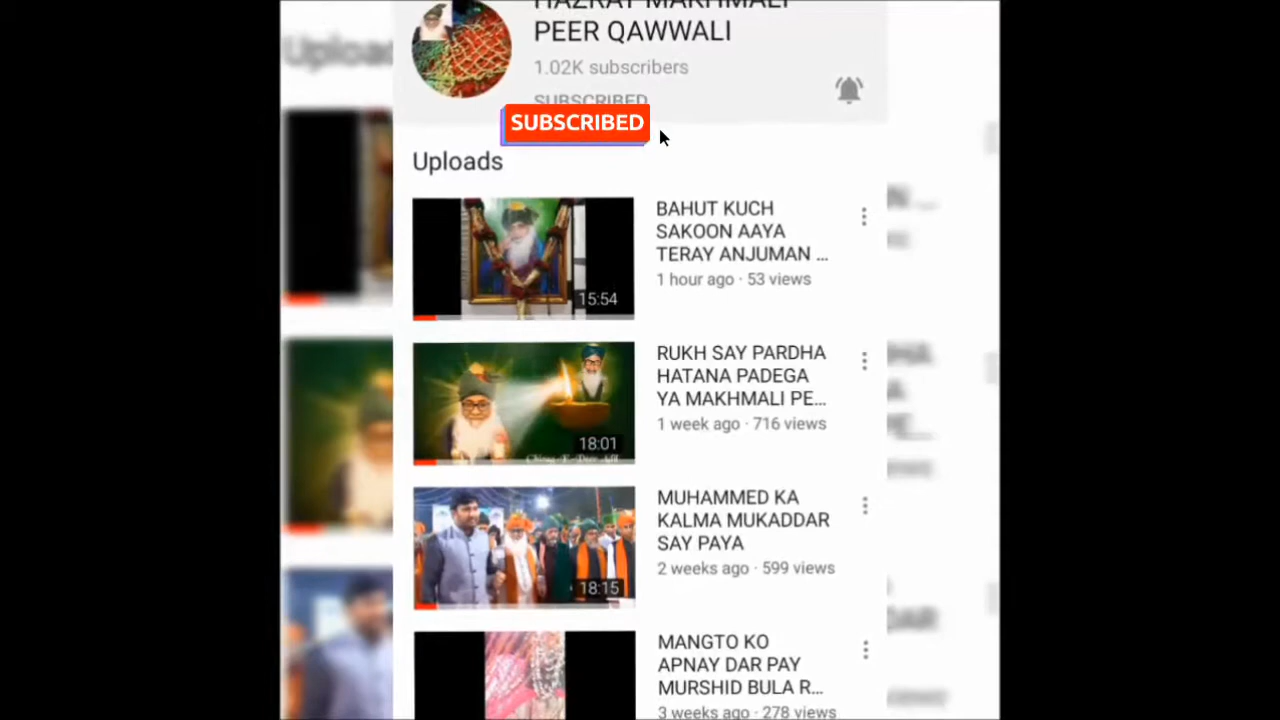 HAZRAT MAKHMALI
PEER QAWWALI
1.02K subscribers
SUBSCRIBED
SUBSCRIBED
Uploads
BAHUT KUCH
SAKOON AAYA
TERAY ANJUMAN ...
1 hour ago · 53 views
15:54
RUKH SAY PARDHA
HATANA PADEGA
YA MAKHMALI PE...
1 week ago · 716 views
18:01
MUHAMMED KA
KALMA MUKADDAR
SAY PAYA
2 weeks ago · 599 views
18:15
MANGTO KO
APNAY DAR PAY
MURSHID BULA R...
3 weeks ago · 278 views